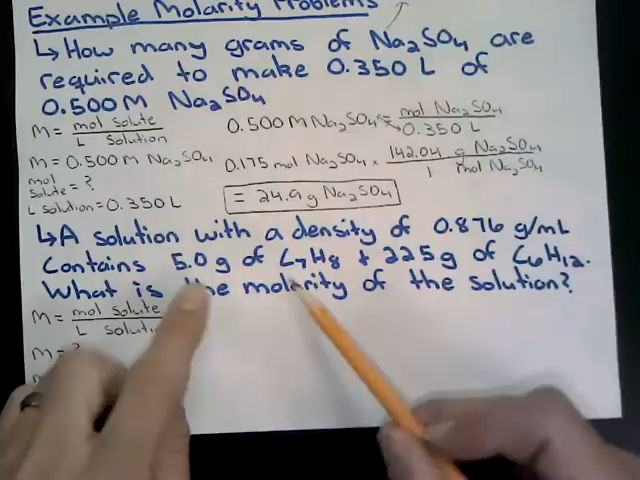 Example Molarity Problems
↳How many grams of Na₂SO₄ are
required to make 0.350 L of
0.500 M Na₂SO₄
M = mol solute / L solution
0.500 M Na₂SO₄ = mol Na₂SO₄ / 0.350 L
M = 0.500 M Na₂SO₄
0.175 mol Na₂SO₄ × 142.04 g Na₂SO₄ / 1 mol Na₂SO₄
mol solute = ?
L solution = 0.350 L
= 24.9 g Na₂SO₄
↳A solution with a density of 0.876 g/mL
Contains 5.0 g of C₇H₈ + 225 g of C₆H₁₂.
What is the molarity of the solution?
M = mol solute / L
M = ?